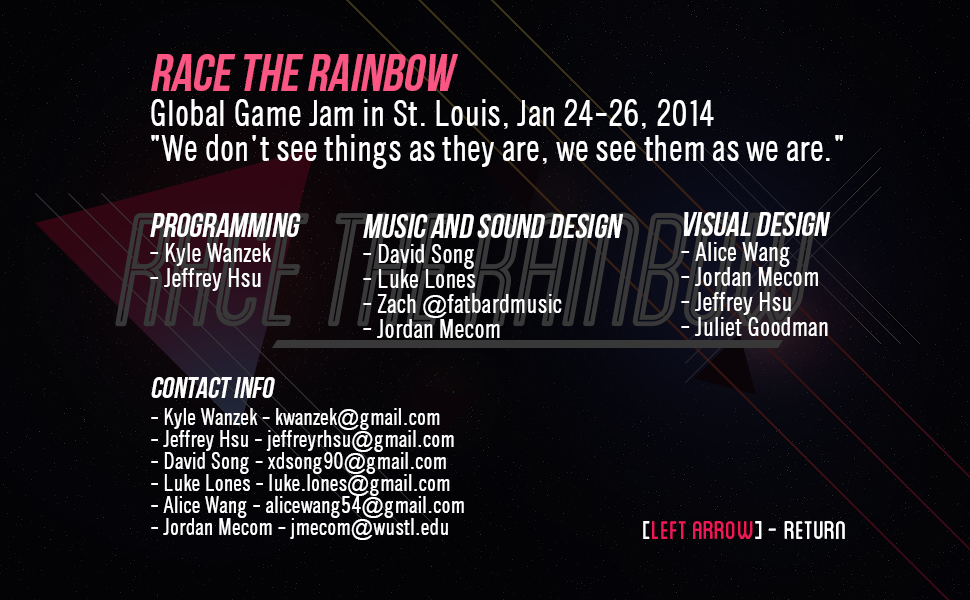 RACE THE RAINBOW
Global Game Jam in St. Louis, Jan 24-26, 2014
"We don't see things as they are, we see them as we are."
RACE THE RAINBOW
PROGRAMMING
- Kyle Wanzek
- Jeffrey Hsu
MUSIC AND SOUND DESIGN
- David Song
- Luke Lones
- Zach @fatbardmusic
- Jordan Mecom
VISUAL DESIGN
- Alice Wang
- Jordan Mecom
- Jeffrey Hsu
- Juliet Goodman
CONTACT INFO
- Kyle Wanzek - kwanzek@gmail.com
- Jeffrey Hsu - jeffreyrhsu@gmail.com
- David Song - xdsong90@gmail.com
- Luke Lones - luke.lones@gmail.com
- Alice Wang - alicewang54@gmail.com
- Jordan Mecom - jmecom@wustl.edu
[LEFT ARROW] - RETURN